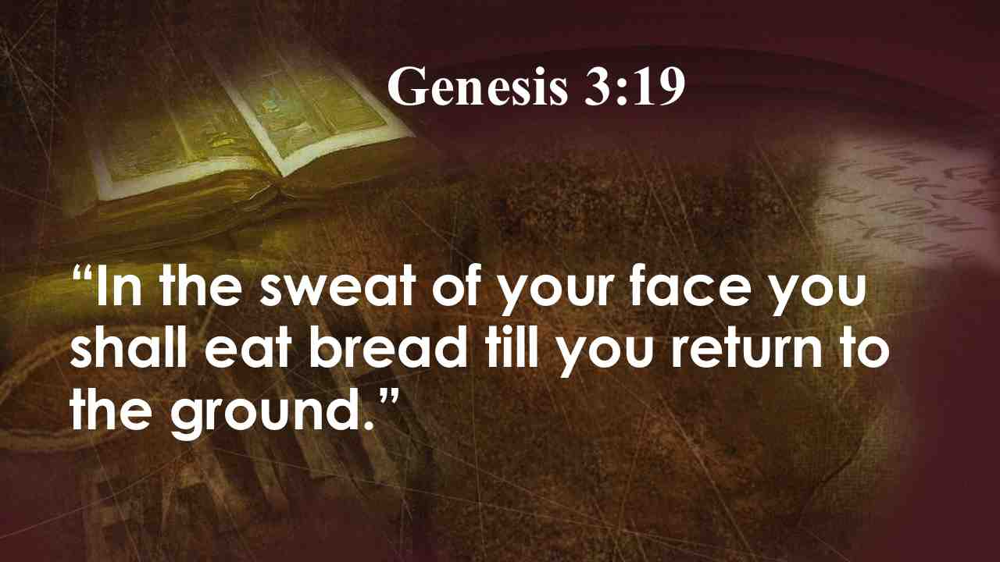 Genesis 3:19
“In the sweat of your face you
shall eat bread till you return to
the ground.”
FAITH